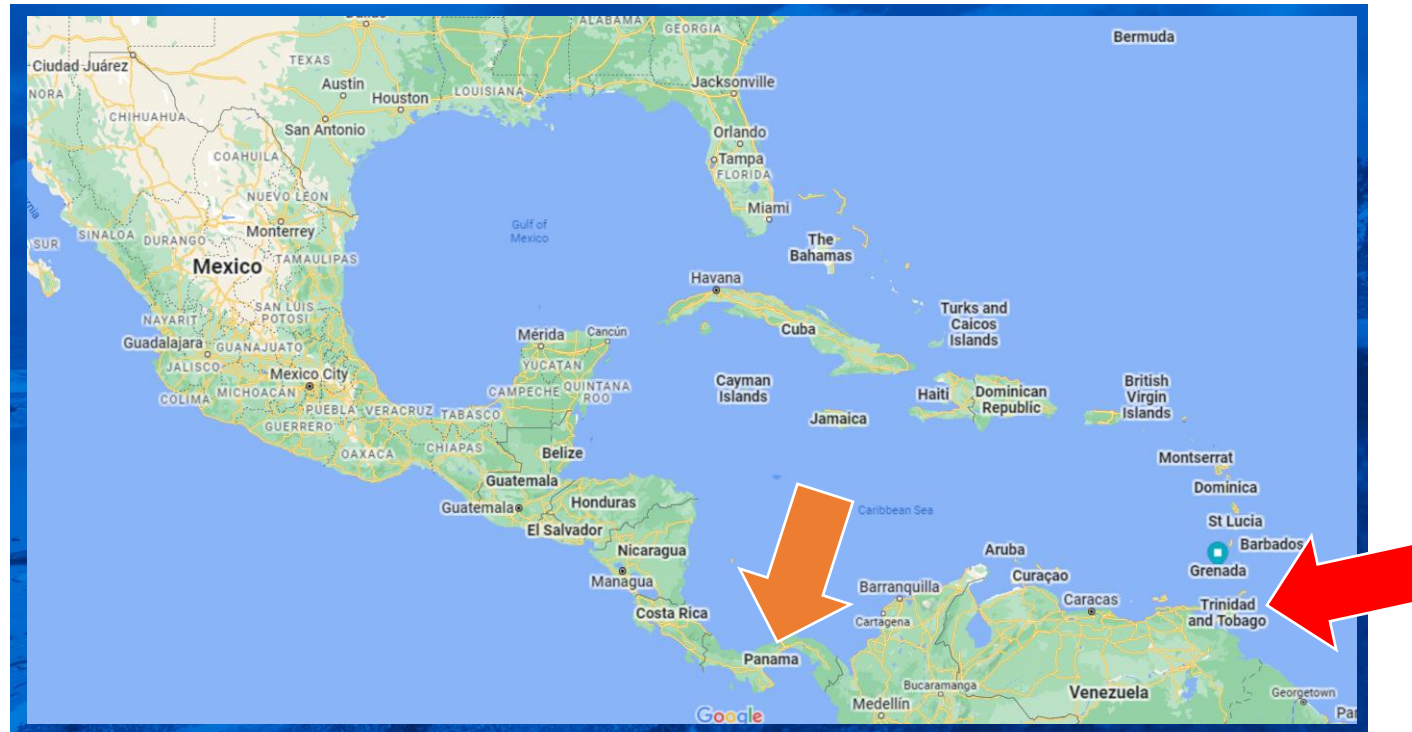 Bermuda
ALABAMA
GEORGIA
Ciudad Juárez
TEXAS
Austin
Houston
LOUISIANA
Jacksonville
CHIHUAHUA
San Antonio
Orlando
Tampa
FLORIDA
COAHUILA
NUEVO LEON
Miami
Monterrey
Gulf of
Mexico
SUR
SINALOA
DURANGO
The
Bahamas
Mexico
TAMAULIPAS
Havana
SAN LUIS
POTOSI
Turks and
Caicos
Islands
NAYARIT
Cuba
Mérida
Cancún
Guadalajara
GUANAJUATO
JALISCO
YUCATAN
Mexico City
Cayman
Islands
British
Virgin
Islands
COLIMA
MICHOACÁN
CAMPECHE
QUINTANA
ROO
Haiti
Dominican
Republic
PUEBLA
VERACRUZ
TABASCO
Jamaica
GUERRERO
OAXACA
CHIAPAS
Belize
Montserrat
Guatemala
Dominica
Guatemala
Honduras
Caribbean Sea
St Lucia
El Salvador
Nicaragua
Aruba
Barbados
Managua
Curaçao
Grenada
Barranquilla
Caracas
Costa Rica
Cartagena
Trinidad
and Tobago
Panama
Bucaramanga
Venezuela
Georgetown
Medellín
Google